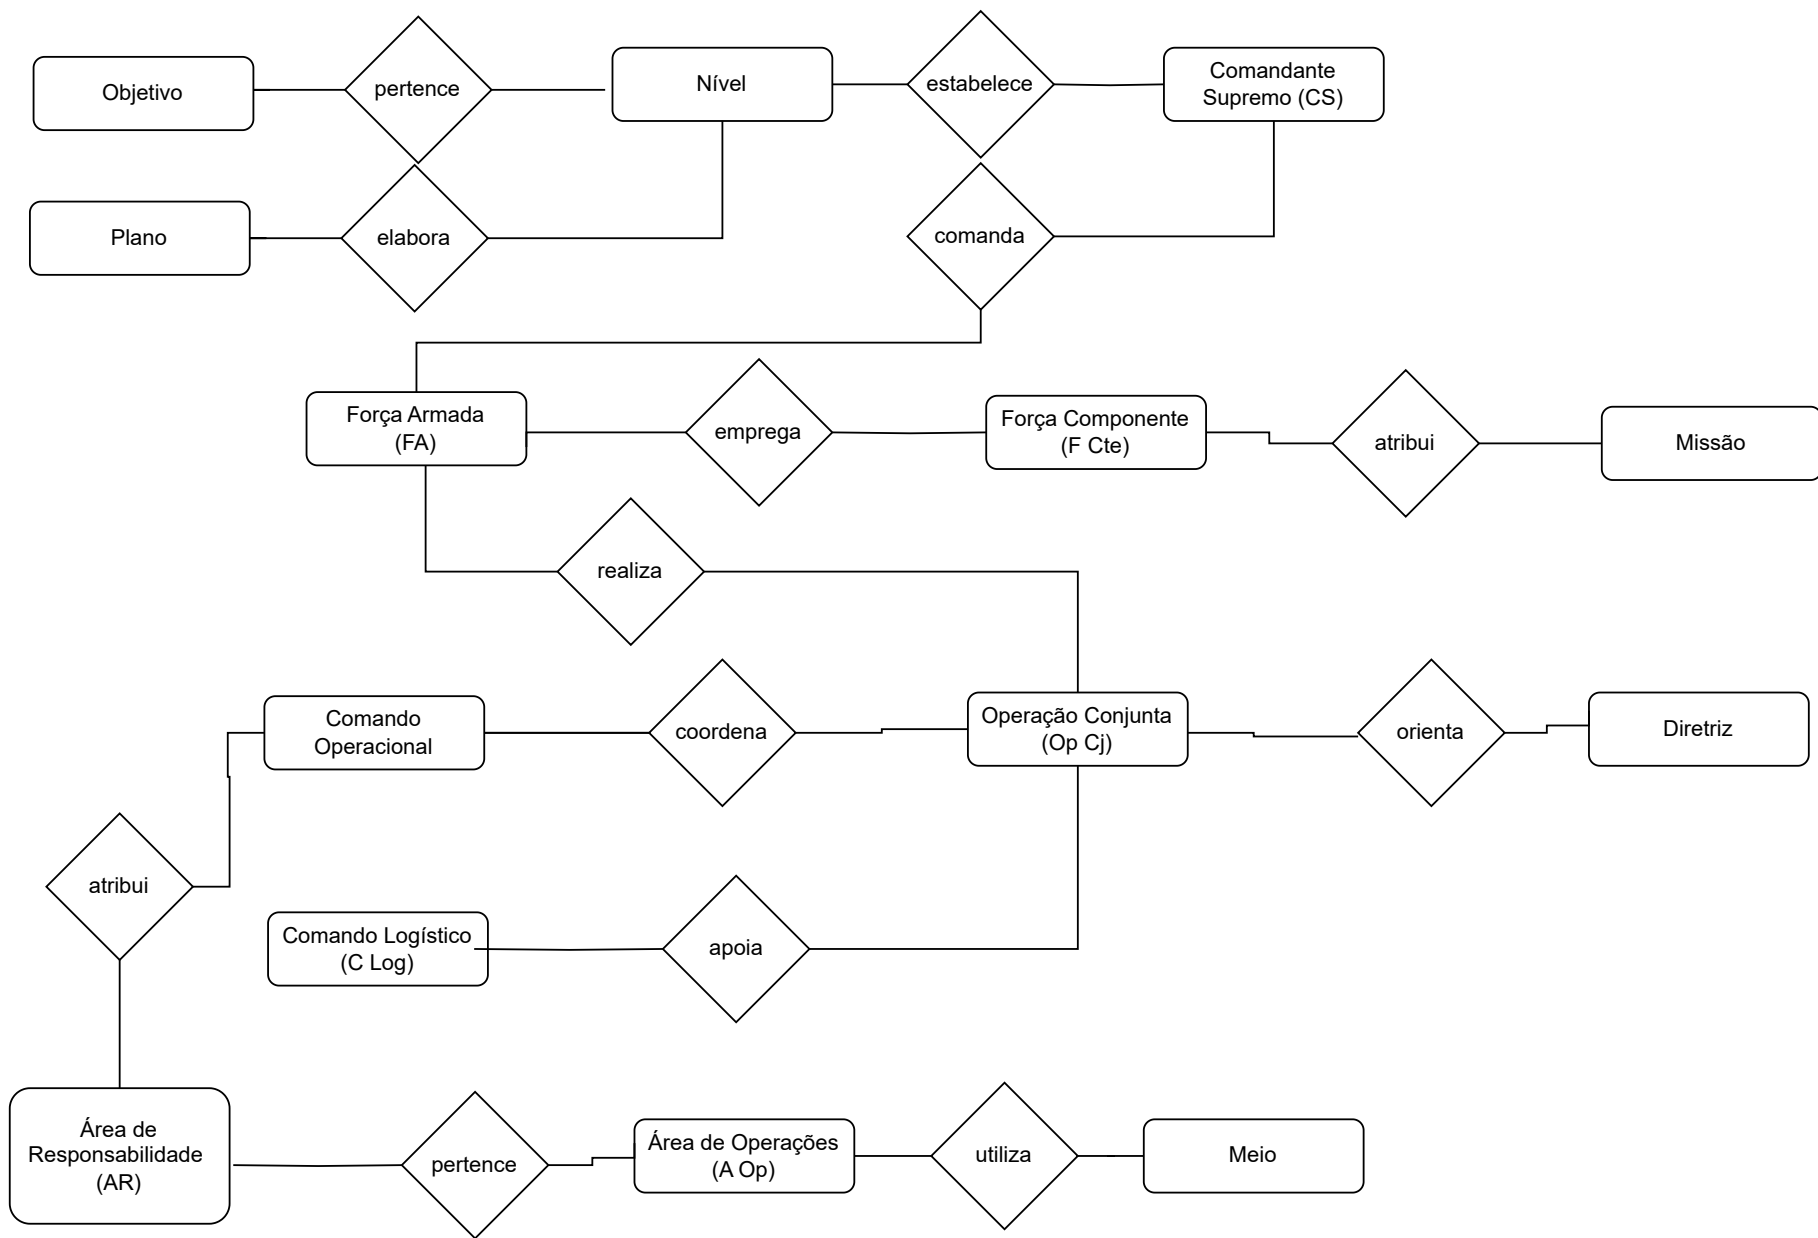 Objetivo
pertence
Nível
estabelece
Comandante
Supremo (CS)
Plano
elabora
comanda
Força Armada
(FA)
emprega
Força Componente
(F Cte)
atribui
Missão
realiza
Comando
Operacional
coordena
Operação Conjunta
(Op Cj)
orienta
Diretriz
atribui
Comando Logístico
(C Log)
apoia
Área de
Responsabilidade
(AR)
pertence
Área de Operações
(A Op)
utiliza
Meio